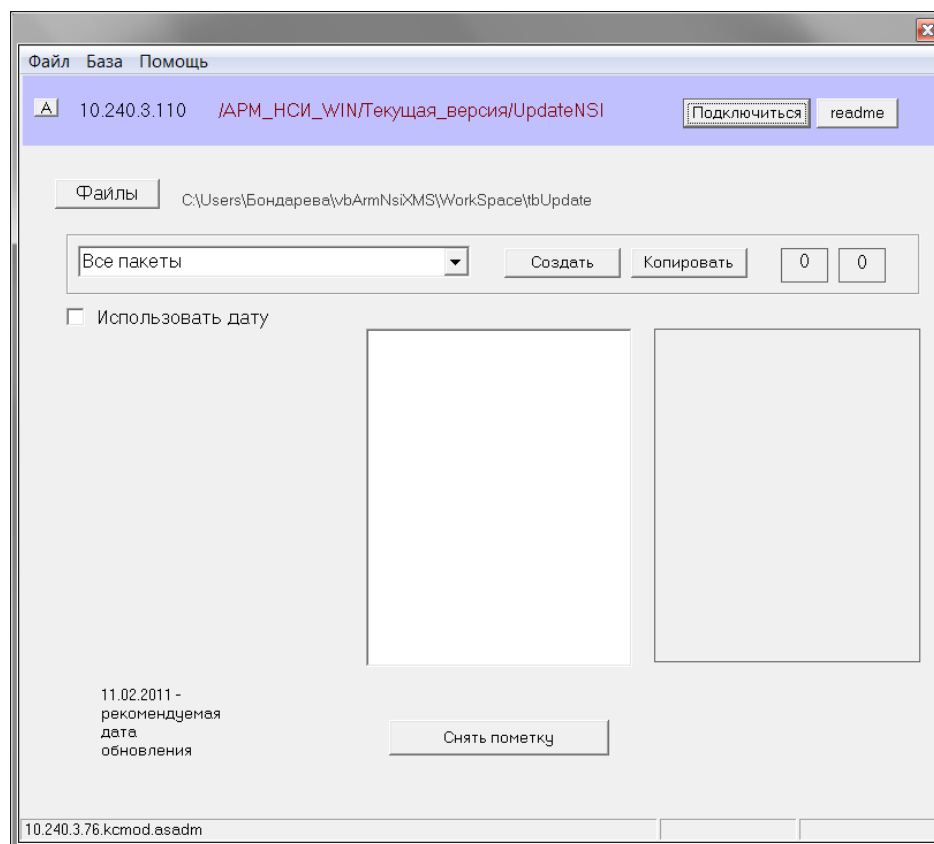 Файл База Помощь
A 10.240.3.110 /АРМ_НСИ_WIN/Текущая_версия/UpdateNSI Подключиться readme
Файлы C:\Users\Бондарева\vbArmNsiXMS\WorkSpace\tbUpdate
Все пакеты Создать Копировать 0 0
Использовать дату
11.02.2011 -
рекомендуемая
дата
обновления
Снять пометку
10.240.3.76.kcmod.asadm